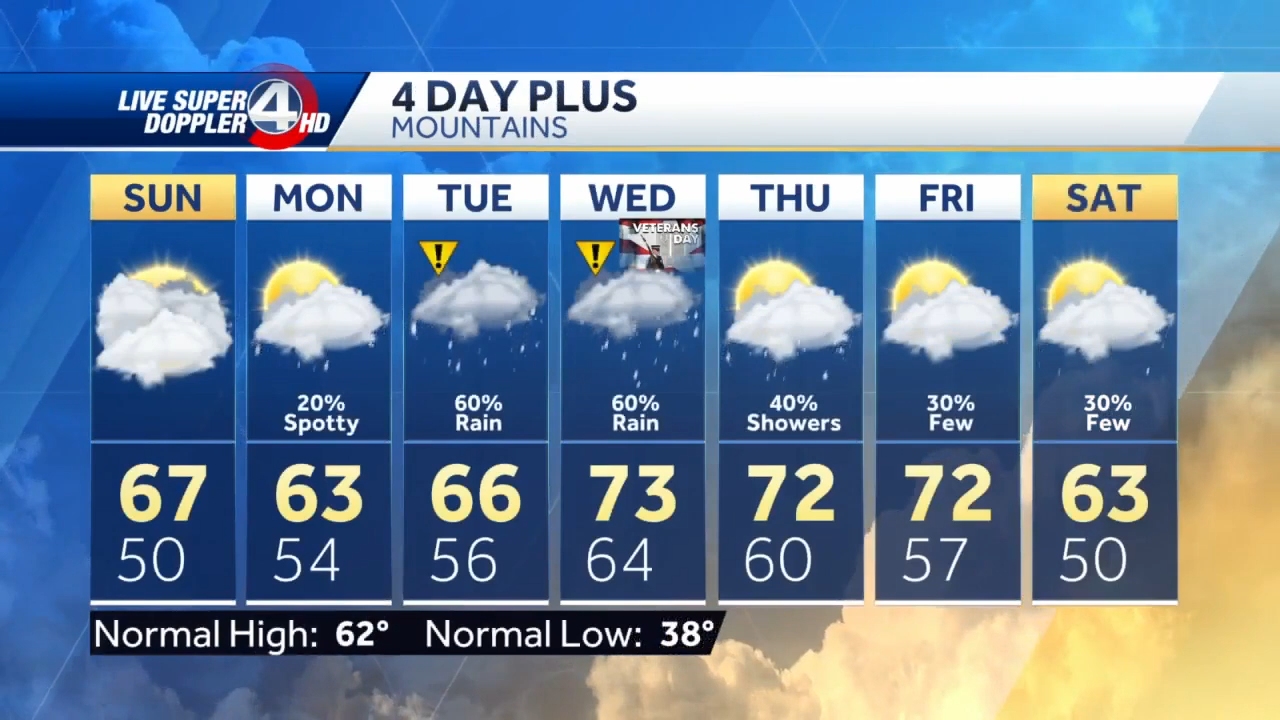 LIVE SUPER
DOPPLER 4 HD
4 DAY PLUS
MOUNTAINS
SUN MON TUE WED THU FRI SAT
! ! VETERANS
DAY
20% 60% 60% 40% 30% 30%
Spotty Rain Rain Showers Few Few
67 63 66 73 72 72 63
50 54 56 64 60 57 50
Normal High: 62° Normal Low: 38°